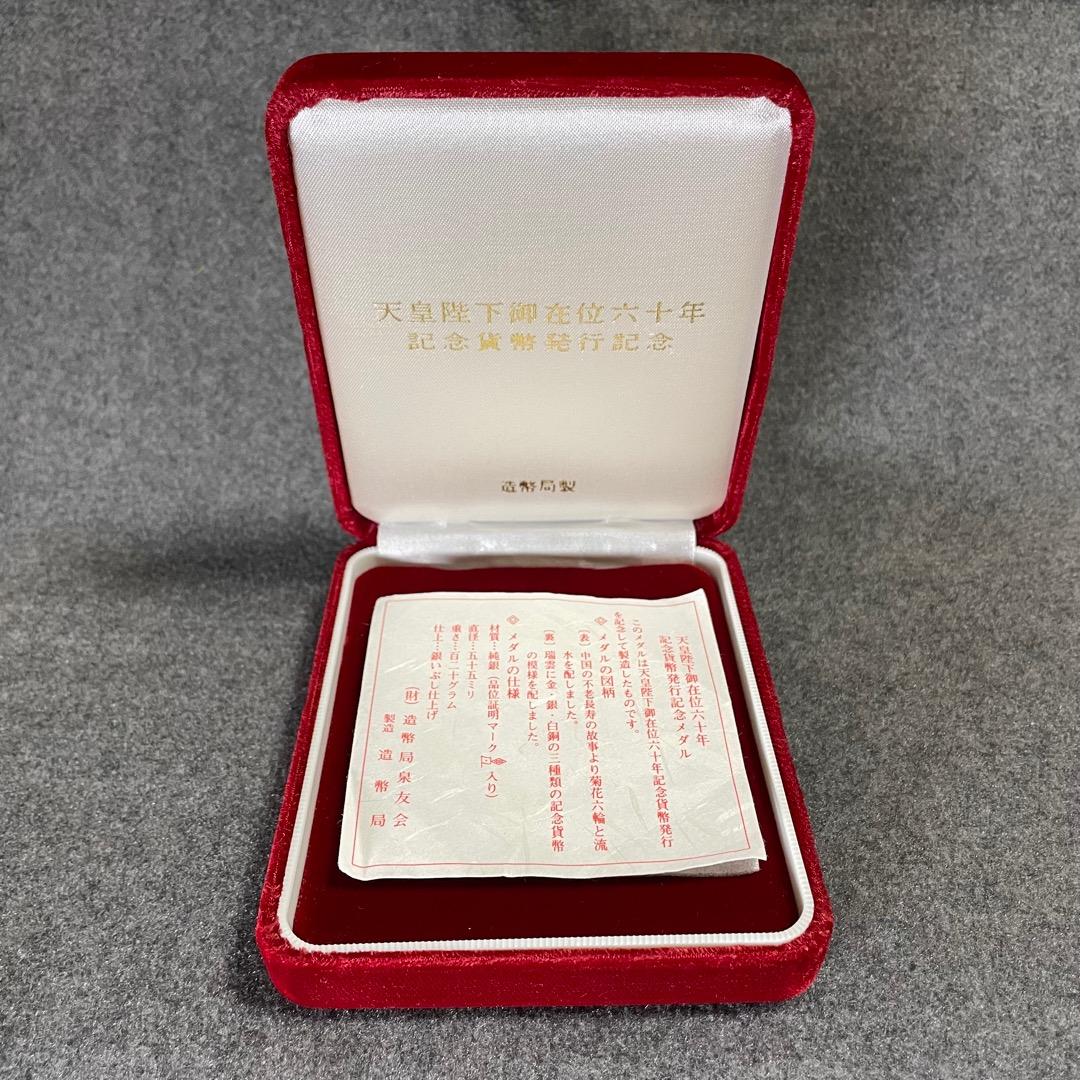 天皇陛下御在位六十年
記念貨幣発行記念
造幣局製
天皇陛下御在位六十年
記念貨幣発行記念メダル
このメダルは天皇陛下御在位六十年記念貨幣発行
を記念して製造したものです。
◎ メダルの図柄
(表)中国の不老長寿の故事より菊花六輪と流
水を配しました。
(裏)瑞雲に金・銀・白銅の三種類の記念貨幣
の模様を配しました。
◎ メダルの仕様
材質…純銀(品位証明マーク入り)
直径…五十五ミリ
重さ…百二十グラム
仕上…銀いぶし仕上げ
(財)造幣局泉友会
製造 造幣局